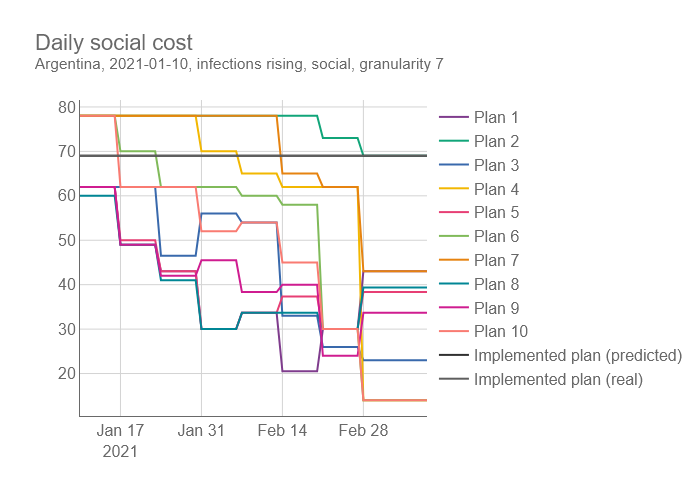 Daily social cost
Argentina, 2021-01-10, infections rising, social, granularity 7
80
70
60
50
40
30
20
Jan 17
2021
Jan 31
Feb 14
Feb 28
Plan 1
Plan 2
Plan 3
Plan 4
Plan 5
Plan 6
Plan 7
Plan 8
Plan 9
Plan 10
Implemented plan (predicted)
Implemented plan (real)